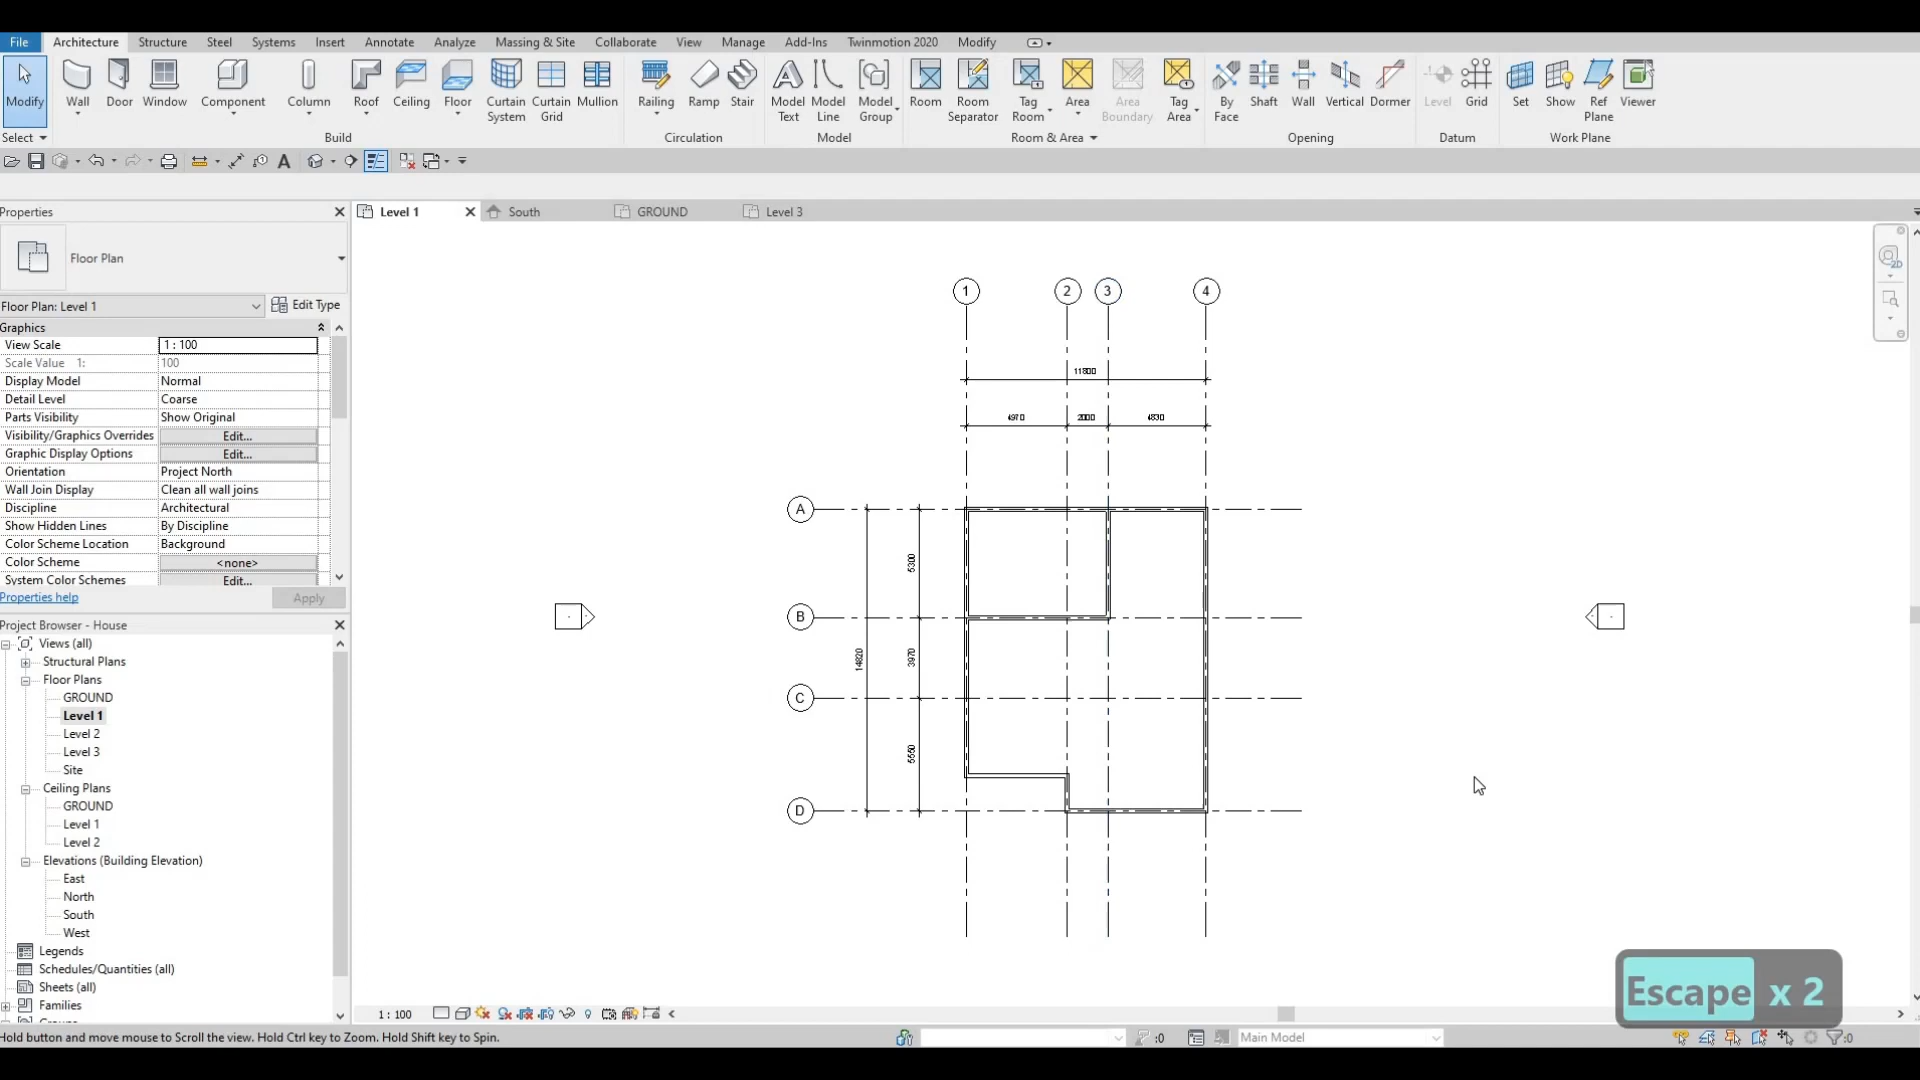 File Architecture Structure Steel Systems Insert Annotate Analyze Massing & Site Collaborate View Manage Add-Ins Twinmotion 2020 Modify
Modify Wall Door Window Component Column Roof Ceiling Floor Curtain System Curtain Grid Mullion Railing Ramp Stair Model Text Model Line Model Group Room Room Separator Tag Room Area Area Boundary Tag Area By Face Shaft Wall Vertical Dormer Level Grid Set Show Ref Plane Viewer
Select Build Circulation Model Room & Area Opening Datum Work Plane
Properties
Level 1 South GROUND Level 3
Floor Plan
Floor Plan: Level 1 Edit Type
Graphics
View Scale 1 : 100
Scale Value 1: 100
Display Model Normal
Detail Level Coarse
Parts Visibility Show Original
Visibility/Graphics Overrides Edit...
Graphic Display Options Edit...
Orientation Project North
Wall Join Display Clean all wall joins
Discipline Architectural
Show Hidden Lines By Discipline
Color Scheme Location Background
Color Scheme <none>
System Color Schemes Edit...
Properties help Apply
Project Browser - House
Views (all)
Structural Plans
Floor Plans
GROUND
Level 1
Level 2
Level 3
Site
Ceiling Plans
GROUND
Level 1
Level 2
Elevations (Building Elevation)
East
North
South
West
Legends
Schedules/Quantities (all)
Sheets (all)
Families
1 2 3 4
11800
4970 2000 4830
A
5300
B
14820 3970
C
5550
D
2D
Escape x 2
1 : 100
Hold button and move mouse to Scroll the view. Hold Ctrl key to Zoom. Hold Shift key to Spin. :0 Main Model :0